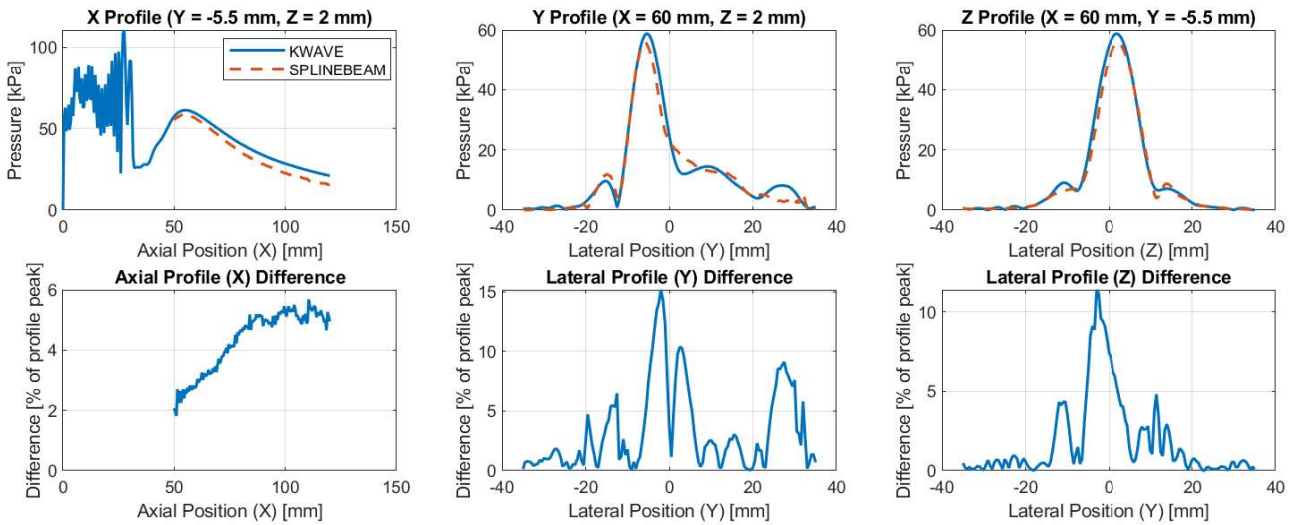 X Profile (Y = -5.5 mm, Z = 2 mm)
Pressure [kPa]
100
50
0
KWAVE
SPLINEBEAM
0 50 100 150
Axial Position (X) [mm]
Y Profile (X = 60 mm, Z = 2 mm)
Pressure [kPa]
60
40
20
0
-40 -20 0 20 40
Lateral Position (Y) [mm]
Z Profile (X = 60 mm, Y = -5.5 mm)
Pressure [kPa]
60
40
20
0
-40 -20 0 20 40
Lateral Position (Z) [mm]
Axial Profile (X) Difference
Difference [% of profile peak]
6
4
2
0
0 50 100 150
Axial Position (X) [mm]
Lateral Profile (Y) Difference
Difference [% of profile peak]
15
10
5
0
-40 -20 0 20 40
Lateral Position (Y) [mm]
Lateral Profile (Z) Difference
Difference [% of profile peak]
10
5
0
-40 -20 0 20 40
Lateral Position (Y) [mm]